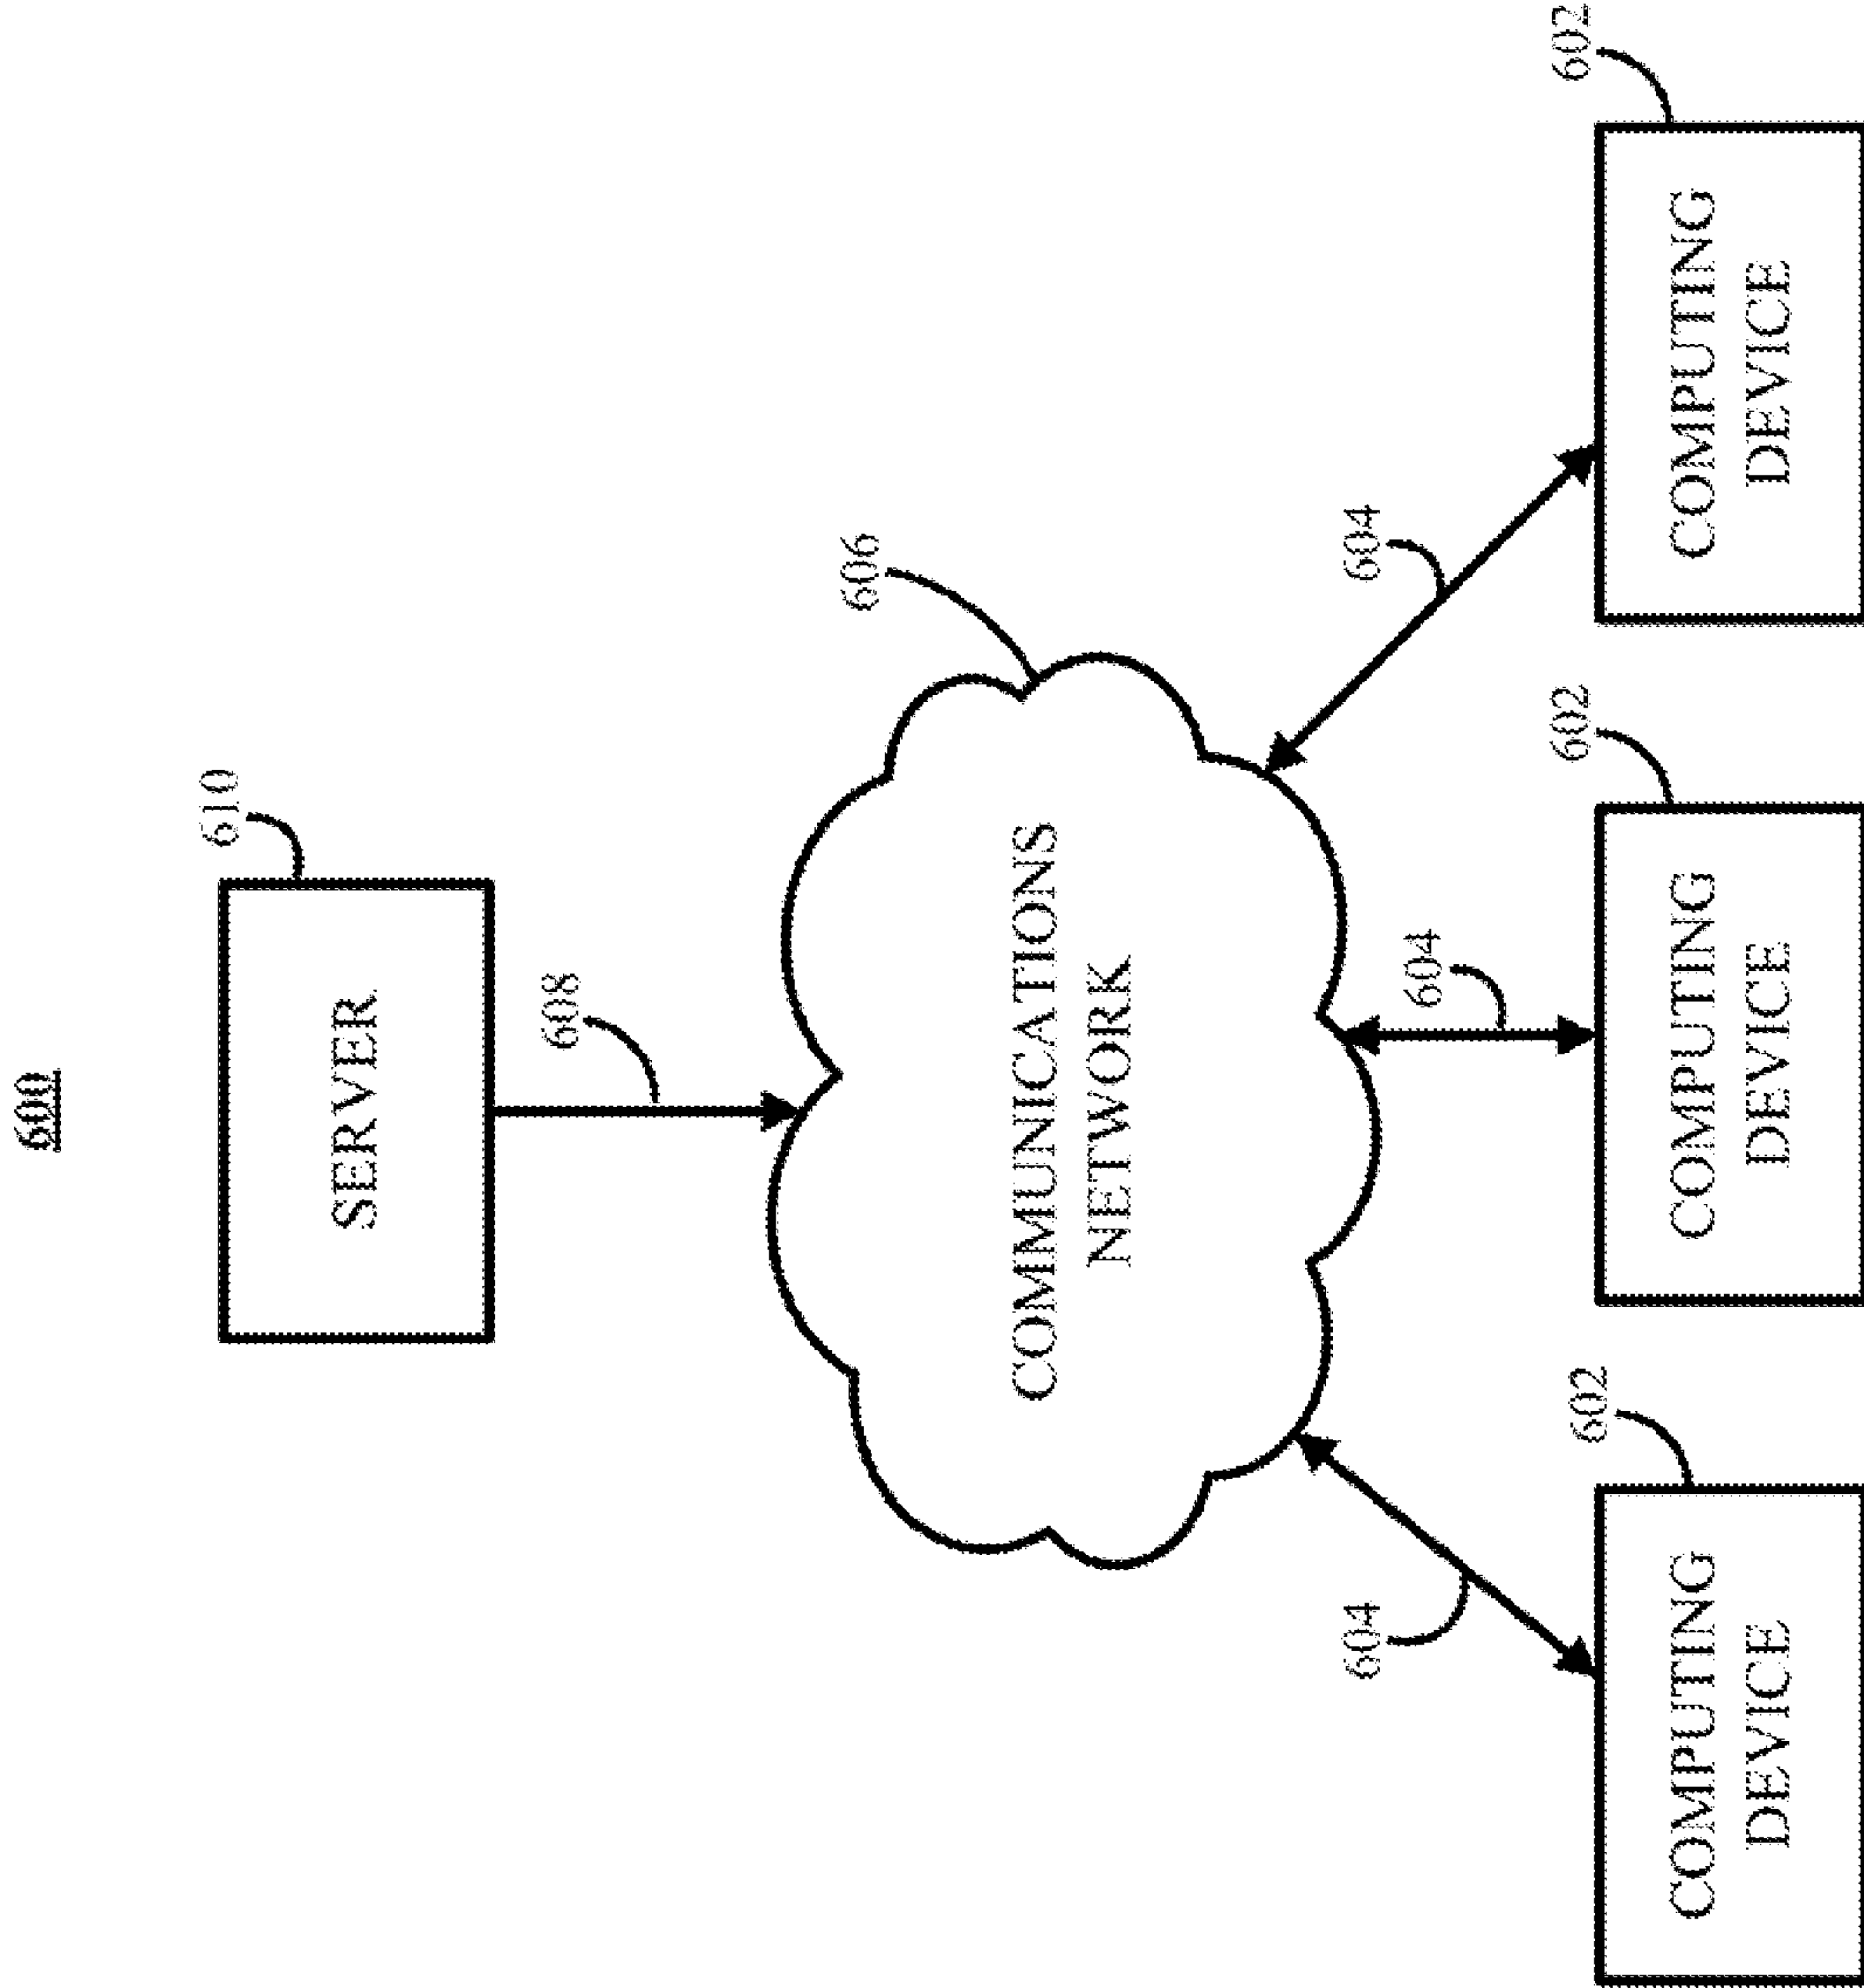 600
SERVER
610
608
606
COMMUNICATIONS
NETWORK
604
604
604
602
602
602
COMPUTING
DEVICE
COMPUTING
DEVICE
COMPUTING
DEVICE